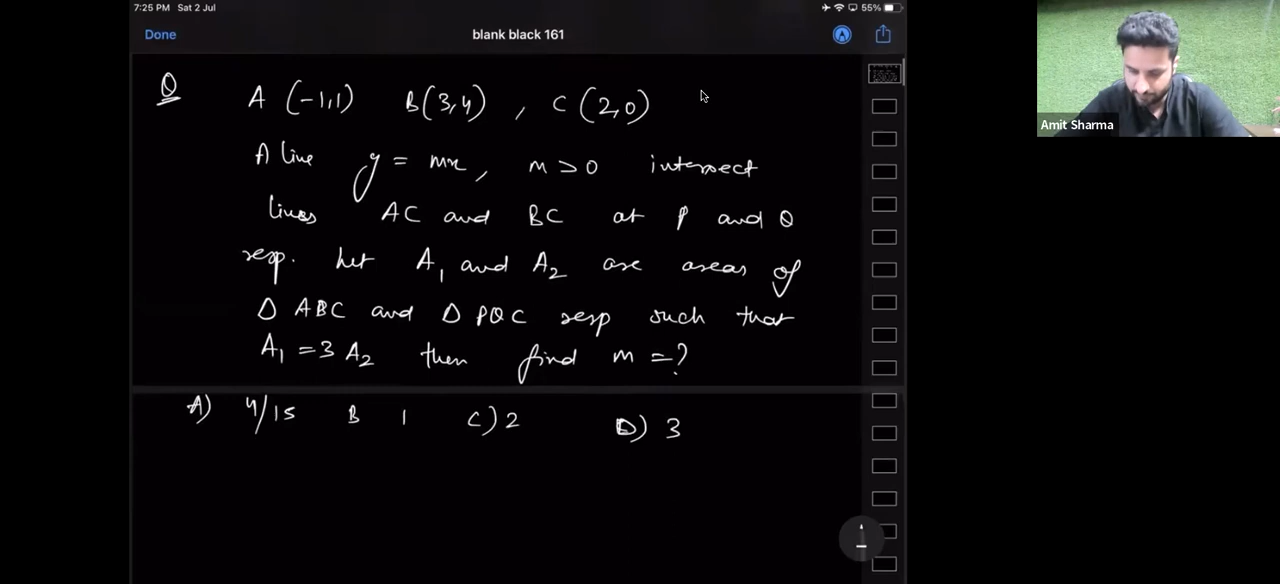 7:25 PM Sat 2 Jul
55%
Done
blank black 161
Q A (-1,1) B(3,4) , C (2,0)
A line y = mx, m > 0 intersect
lines AC and BC at P and Q
resp. Let A₁ and A₂ are areas of
Δ ABC and Δ PQC resp such that
A₁ = 3 A₂ then find m = ?
A) 4/15 B 1 C) 2 D) 3
Amit Sharma